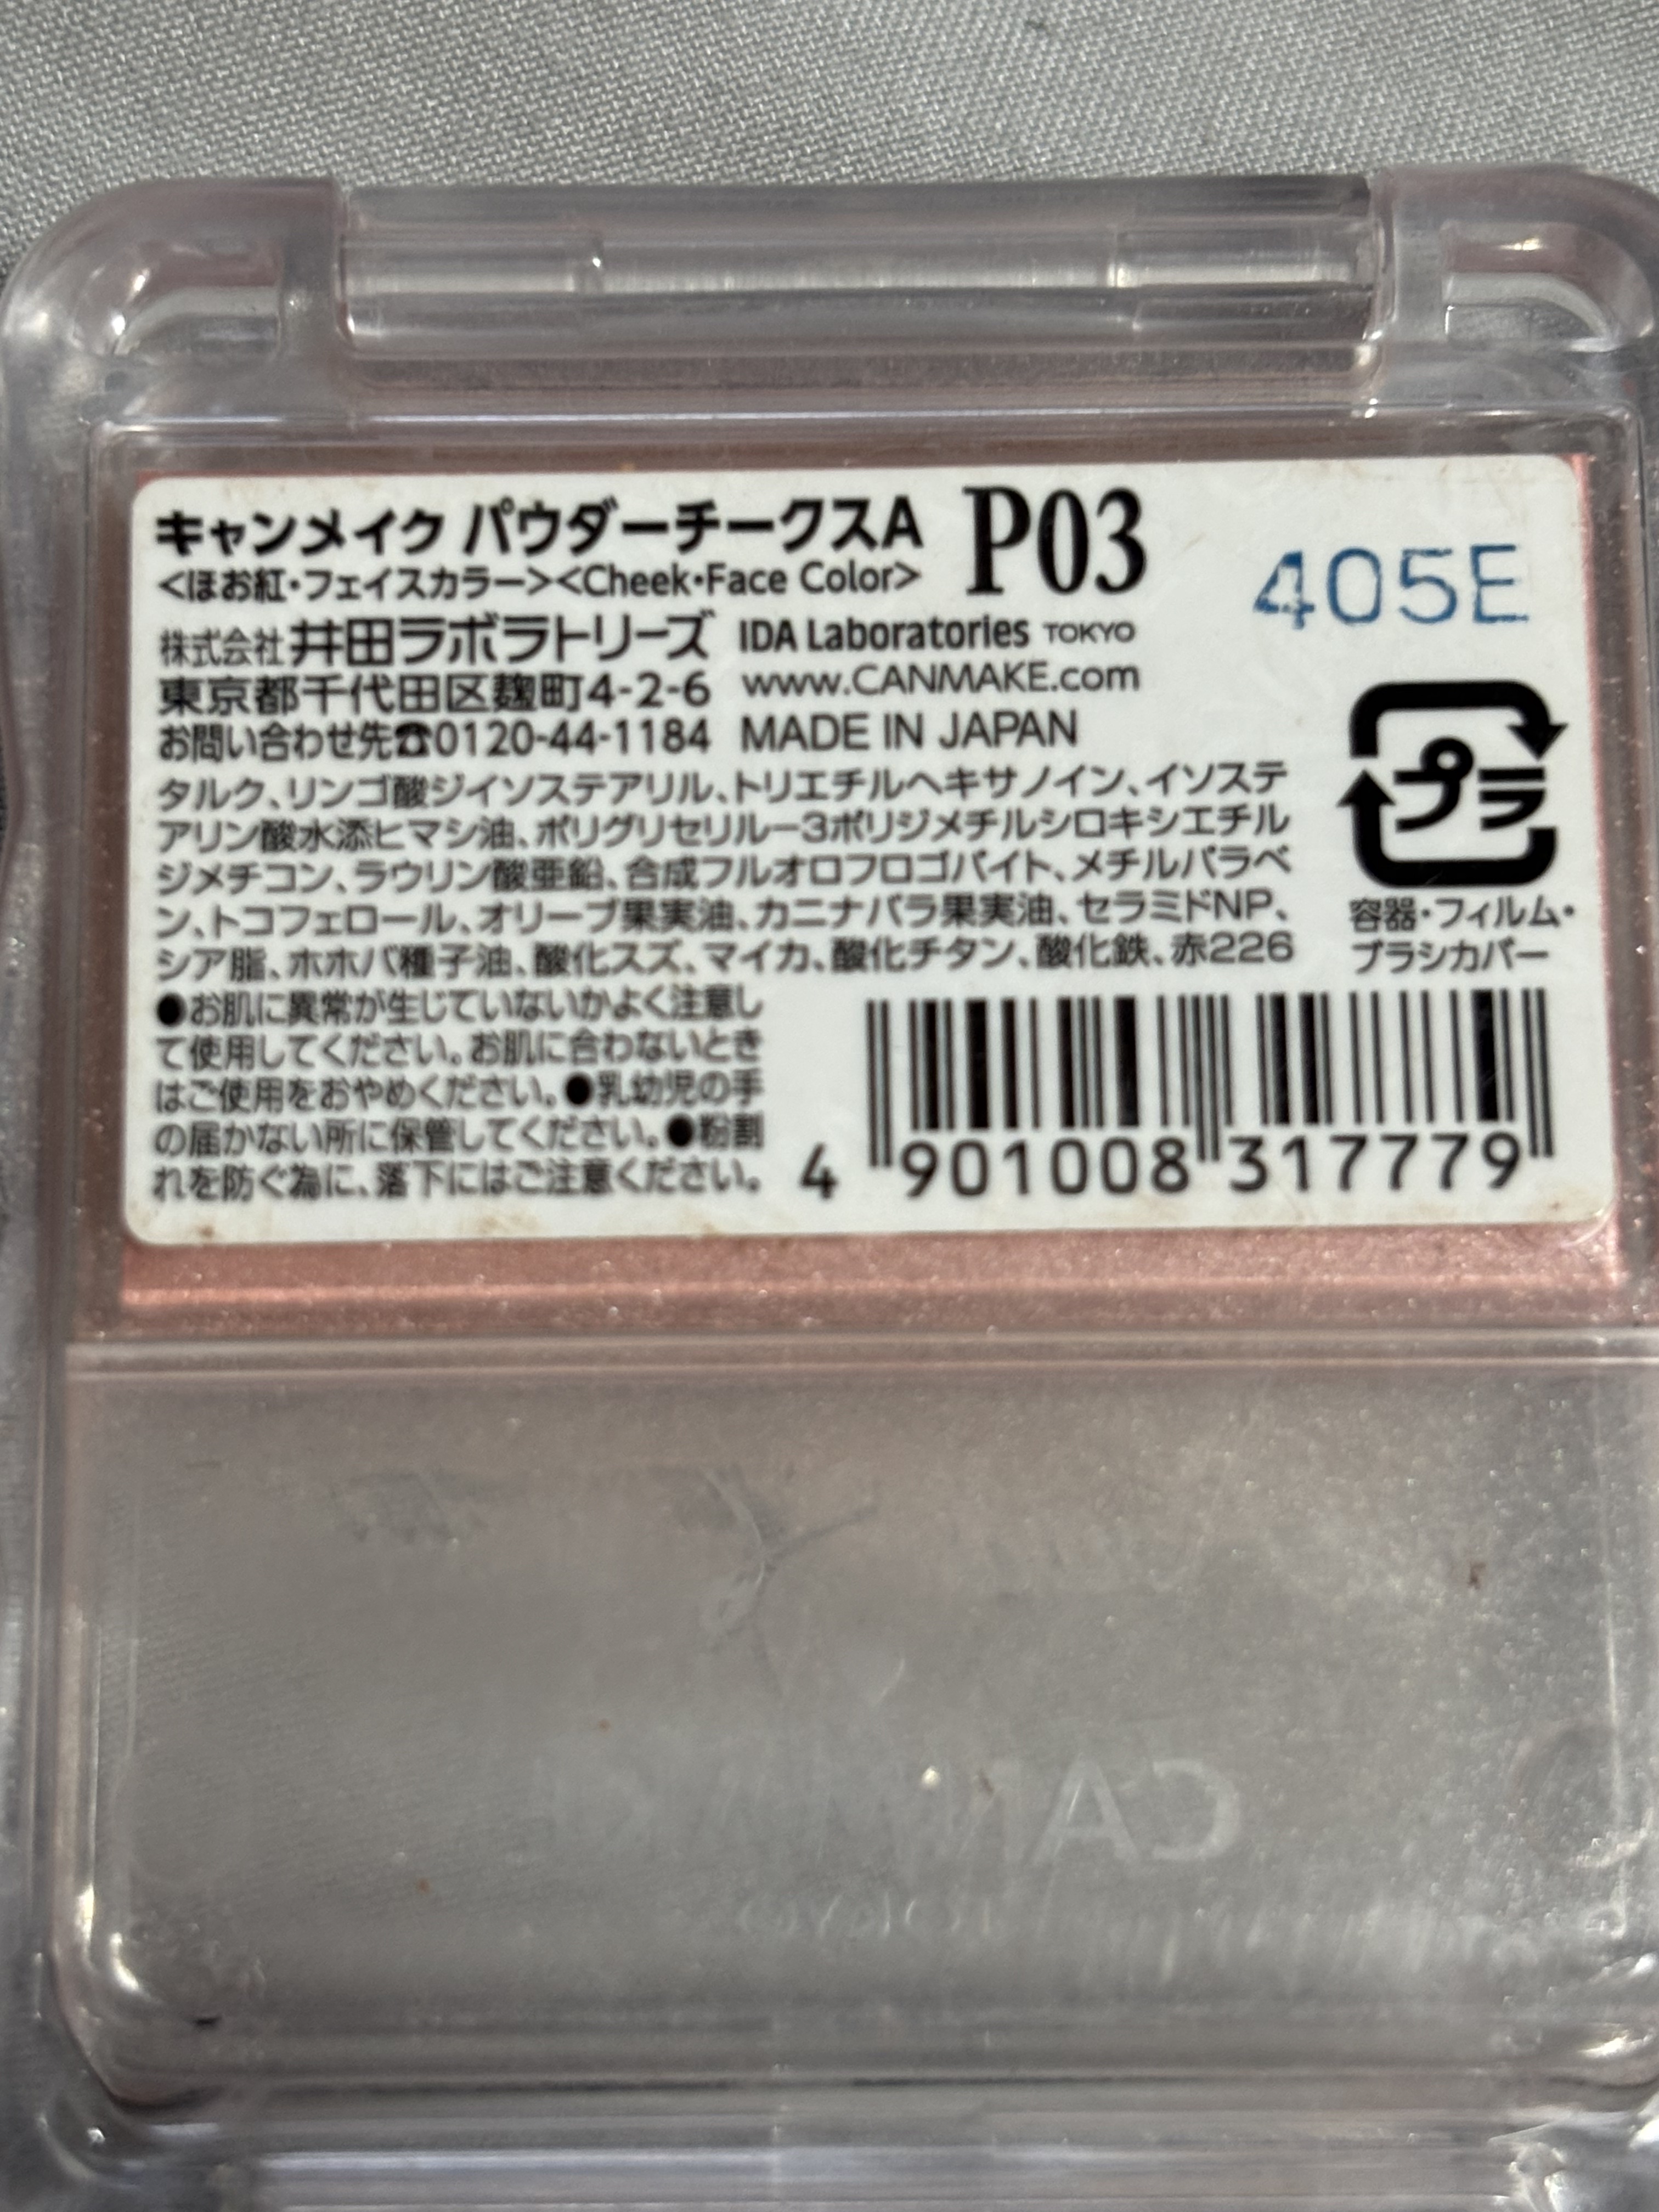 キャンメイク パウダーチークスA P03
405E
<ほお紅・フェイスカラー><Cheek・Face Color>
株式会社 井田ラボラトリーズ IDA Laboratories TOKYO
東京都千代田区麹町4-2-6 www.CANMAKE.com
お問い合わせ先☎0120-44-1184 MADE IN JAPAN
タルク、リンゴ酸ジイソステアリル、トリエチルヘキサノイン、イソステ
アリン酸水添ヒマシ油、ポリグリセリル－3ポリジメチルシロキシエチル
ジメチコン、ラウリン酸亜鉛、合成フルオロフロゴパイト、メチルパラベ
ン、トコフェロール、オリーブ果実油、カニナバラ果実油、セラミドNP、
シア脂、ホホバ種子油、酸化スズ、マイカ、酸化チタン、酸化鉄、赤226
プラ
容器・フィルム・
ブラシカバー
●お肌に異常が生じていないかよく注意し
て使用してください。お肌に合わないとき
はご使用をおやめください。●乳幼児の手
の届かない所に保管してください。●粉割
れを防ぐ為に、落下にはご注意ください。
4 901008 317779